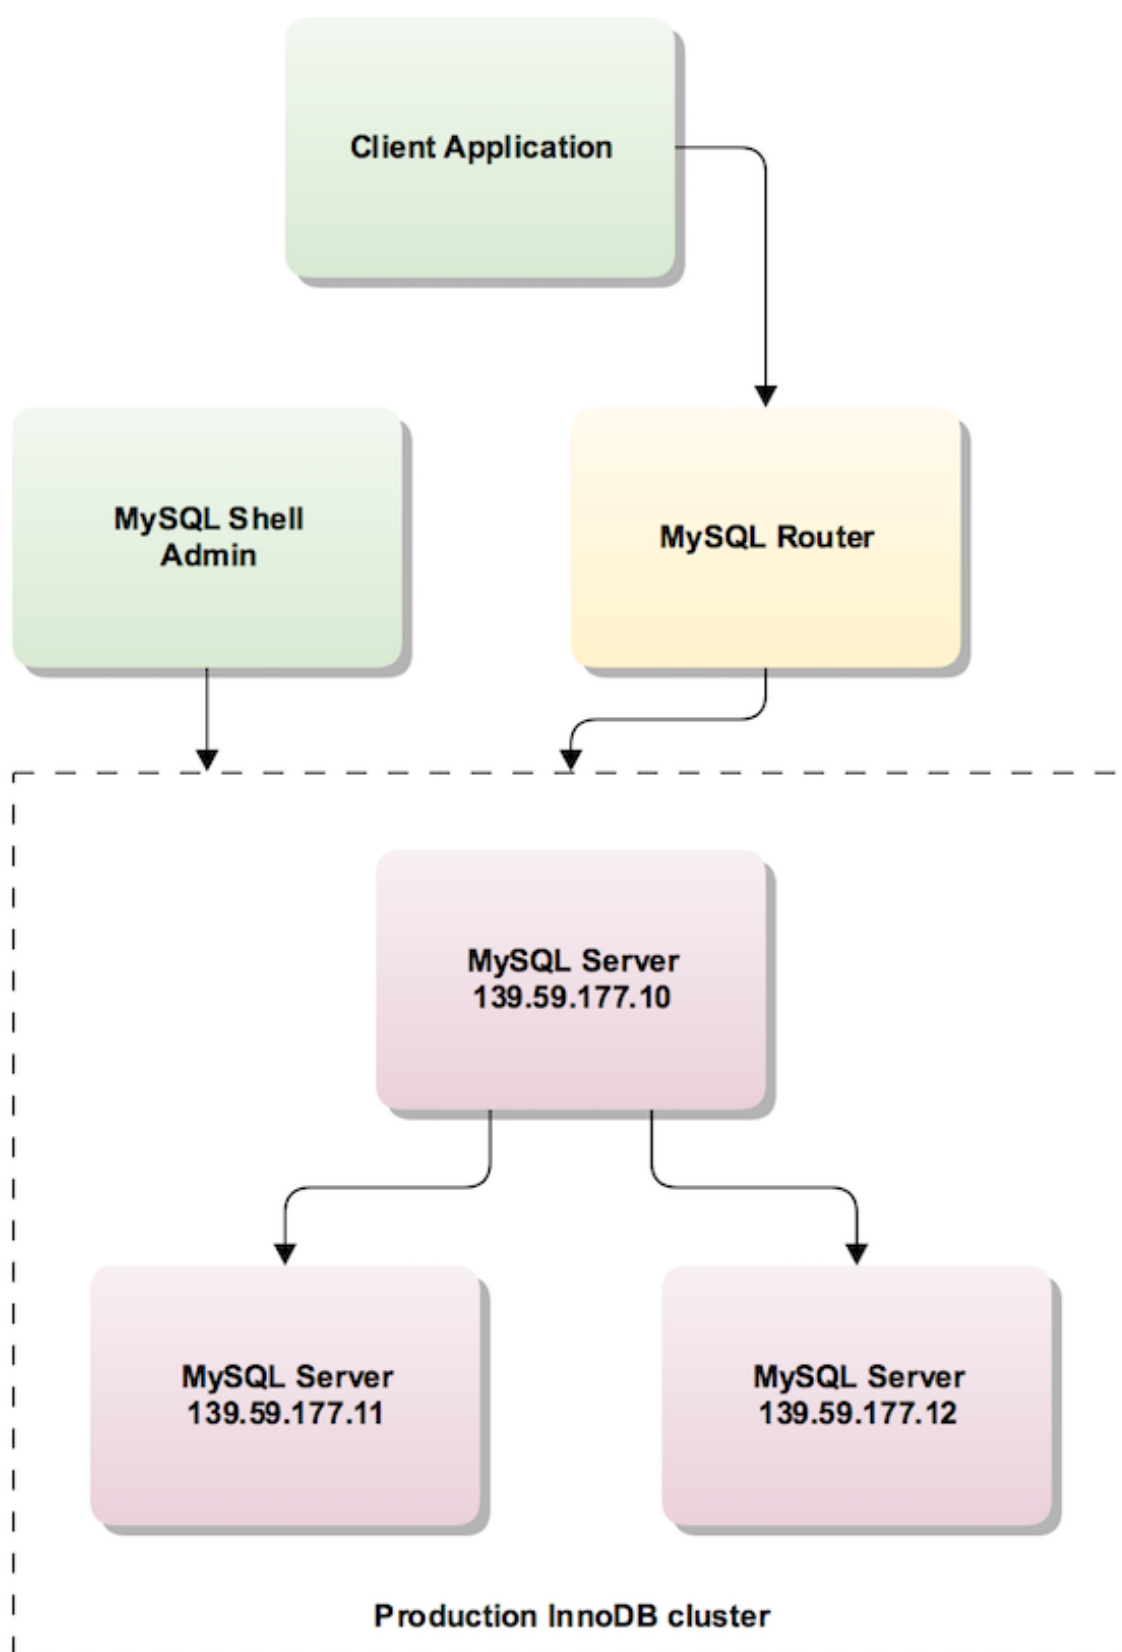 Client Application
MySQL Shell
Admin
MySQL Router
MySQL Server
139.59.177.10
MySQL Server
139.59.177.11
MySQL Server
139.59.177.12
Production InnoDB cluster